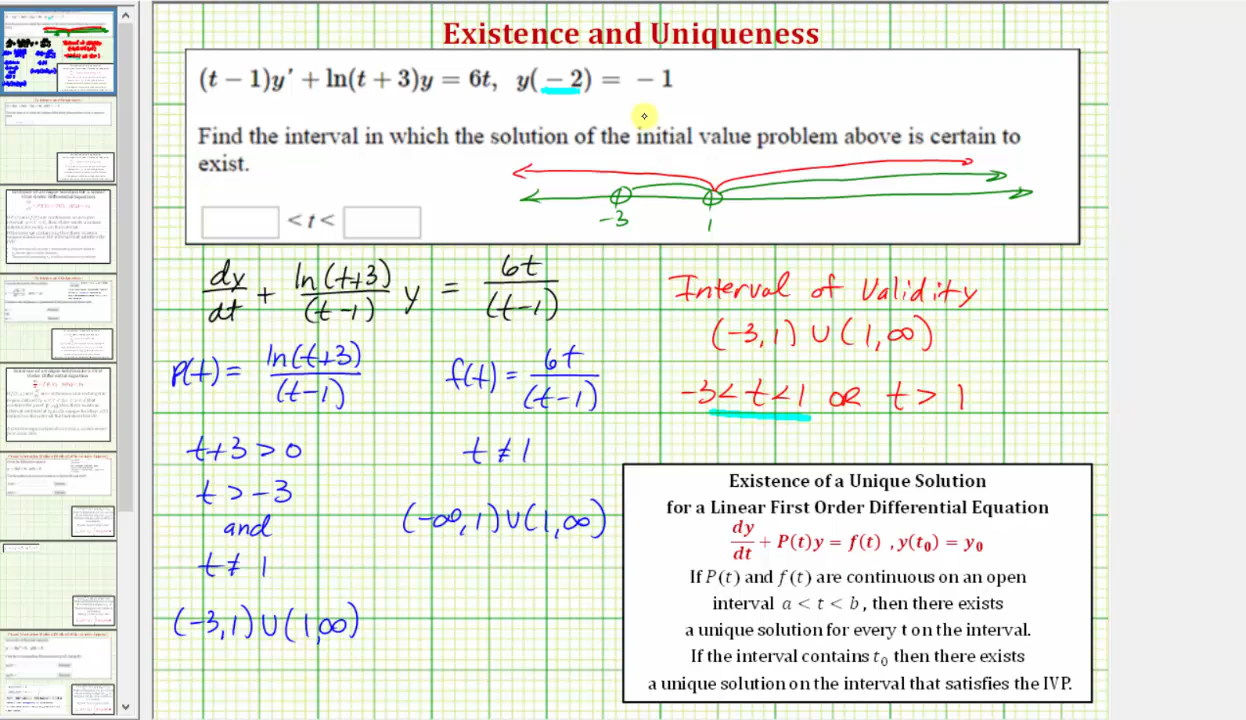 Existence and Uniqueness
(t − 1)y′ + ln(t + 3)y = 6t, y( − 2) = − 1
Find the interval in which the solution of the initial value problem above is certain to
exist.
-3 1
< t <
dy/dt + ln(t+3)/(t-1) y = 6t/(t-1)
P(t) = ln(t+3)/(t-1)
f(t) = 6t/(t-1)
t+3 > 0
t > -3
and
t ≠ 1
(-3, 1) ∪ (1, ∞)
t ≠ 1
(-∞, 1) ∪ (1, ∞)
Interval of Validity
(-3, 1) ∪ (1, ∞)
-3 < t < 1 OR t > 1
Existence of a Unique Solution
for a Linear First Order Differential Equation
dy/dt + P(t)y = f(t) , y(t₀) = y₀
If P(t) and f(t) are continuous on an open
interval a < t < b , then there exists
a unique solution for every t on the interval.
If the interval contains t₀ then there exists
a unique solution on the interval that satisfies the IVP.